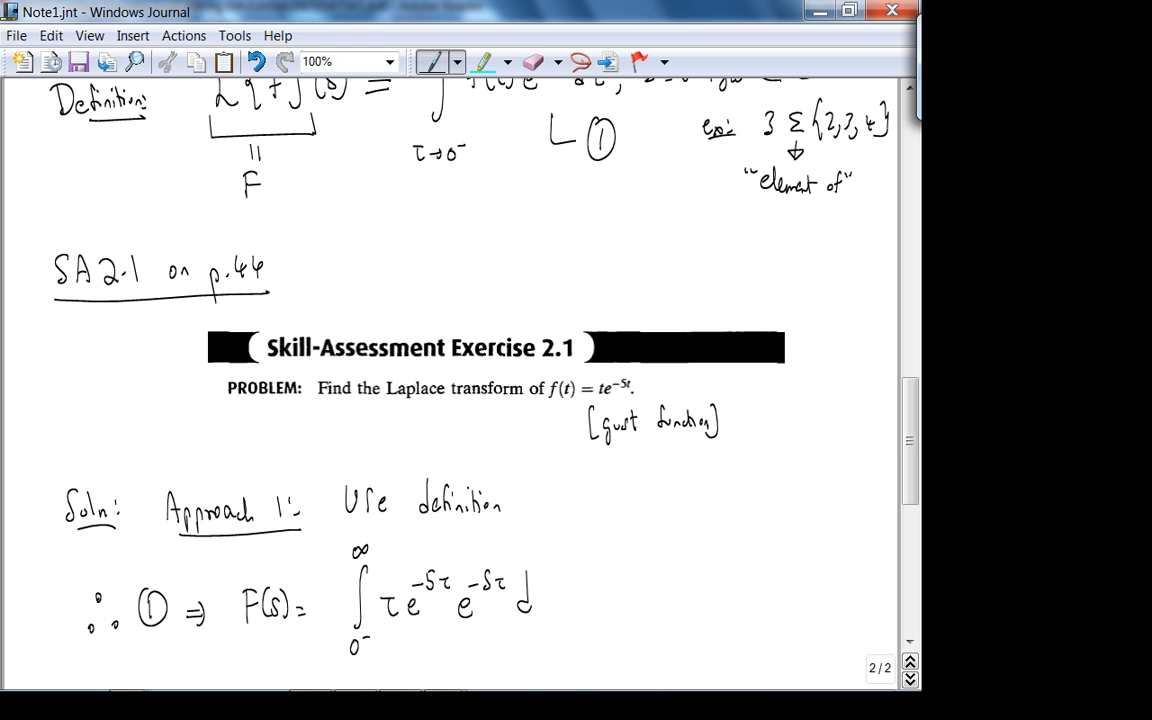 Note1.jnt - Windows Journal
File Edit View Insert Actions Tools Help
100%
Definition: L{f}(s) =
τ→0⁻
①
ex: 3 Σ {2,3,4}
"element of"
||
F
SA 2.1 on p.44
Skill-Assessment Exercise 2.1
PROBLEM: Find the Laplace transform of f(t) = te⁻⁵ᵗ.
[gust function]
Soln: Approach 1: Use definition
∴ ① ⇒ F(s) = ∫ 0⁻ ∞ τ e^-5τ e^-sτ d
2/2